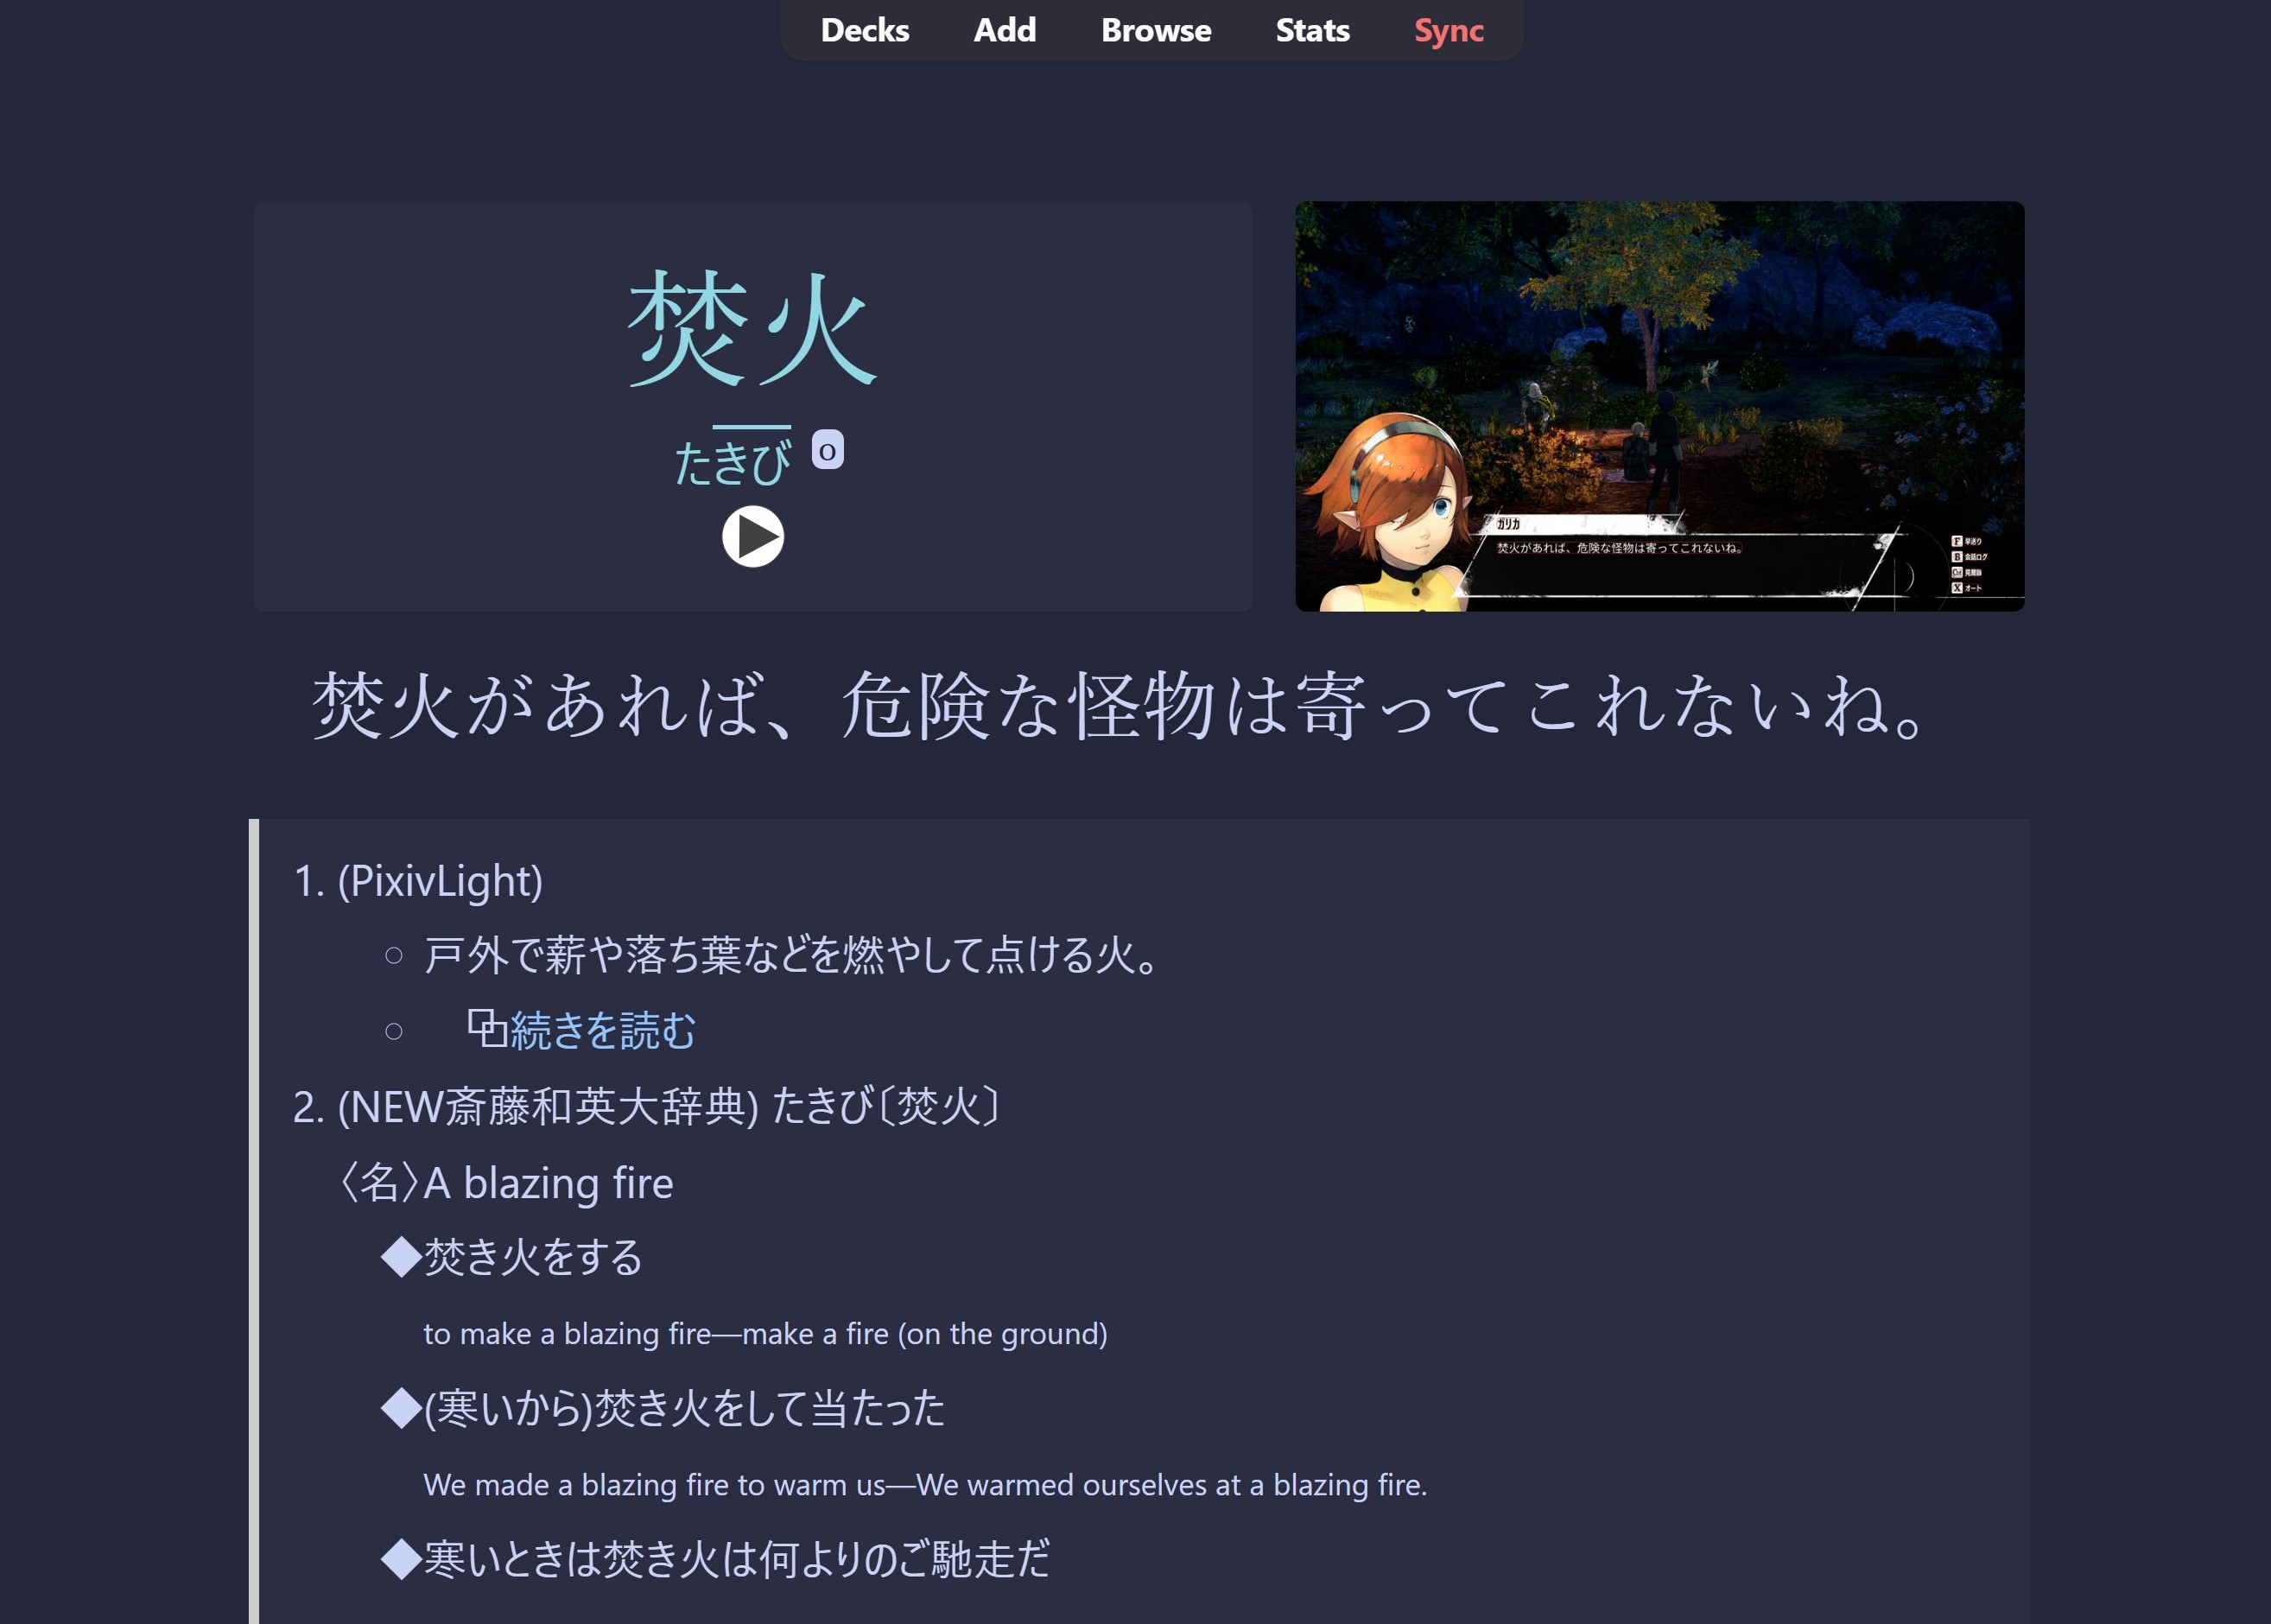 Decks Add Browse Stats Sync
焚火
たきび o
ガリカ
焚火があれば、危険な怪物は寄ってこれないね。
F 早送り
B 会話ログ
X オート
焚火があれば、危険な怪物は寄ってこれないね。
1. (PixivLight)
○ 戸外で薪や落ち葉などを燃やして点ける火。
○ 続きを読む
2. (NEW斎藤和英大辞典) たきび〔焚火〕
〈名〉A blazing fire
◆焚き火をする
to make a blazing fire—make a fire (on the ground)
◆(寒いから)焚き火をして当たった
We made a blazing fire to warm us—We warmed ourselves at a blazing fire.
◆寒いときは焚き火は何よりのご馳走だ